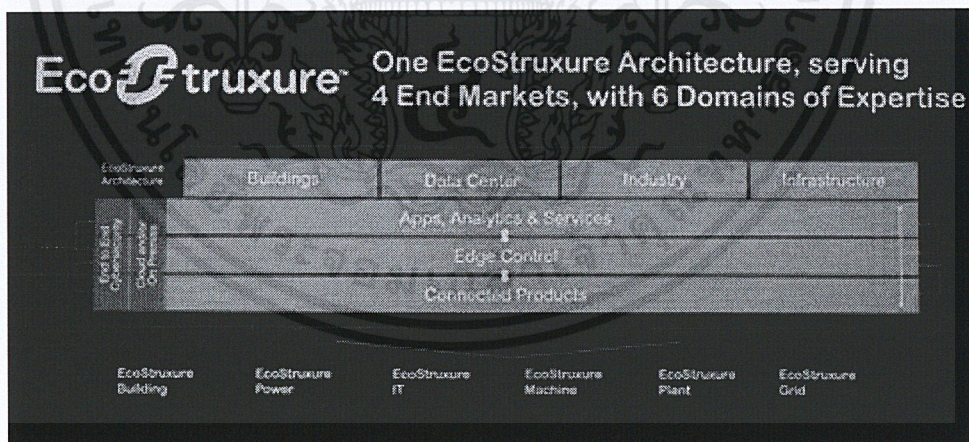 EcoStruxure™
One EcoStruxure Architecture, serving
4 End Markets, with 6 Domains of Expertise
EcoStruxure
Architecture
Buildings
Data Center
Industry
Infrastructure
End to End
Cybersecurity
Cloud and/or
On Premise
Apps, Analytics & Services
Edge Control
Connected Products
EcoStruxure
Building
EcoStruxure
Power
EcoStruxure
IT
EcoStruxure
Machine
EcoStruxure
Plant
EcoStruxure
Grid